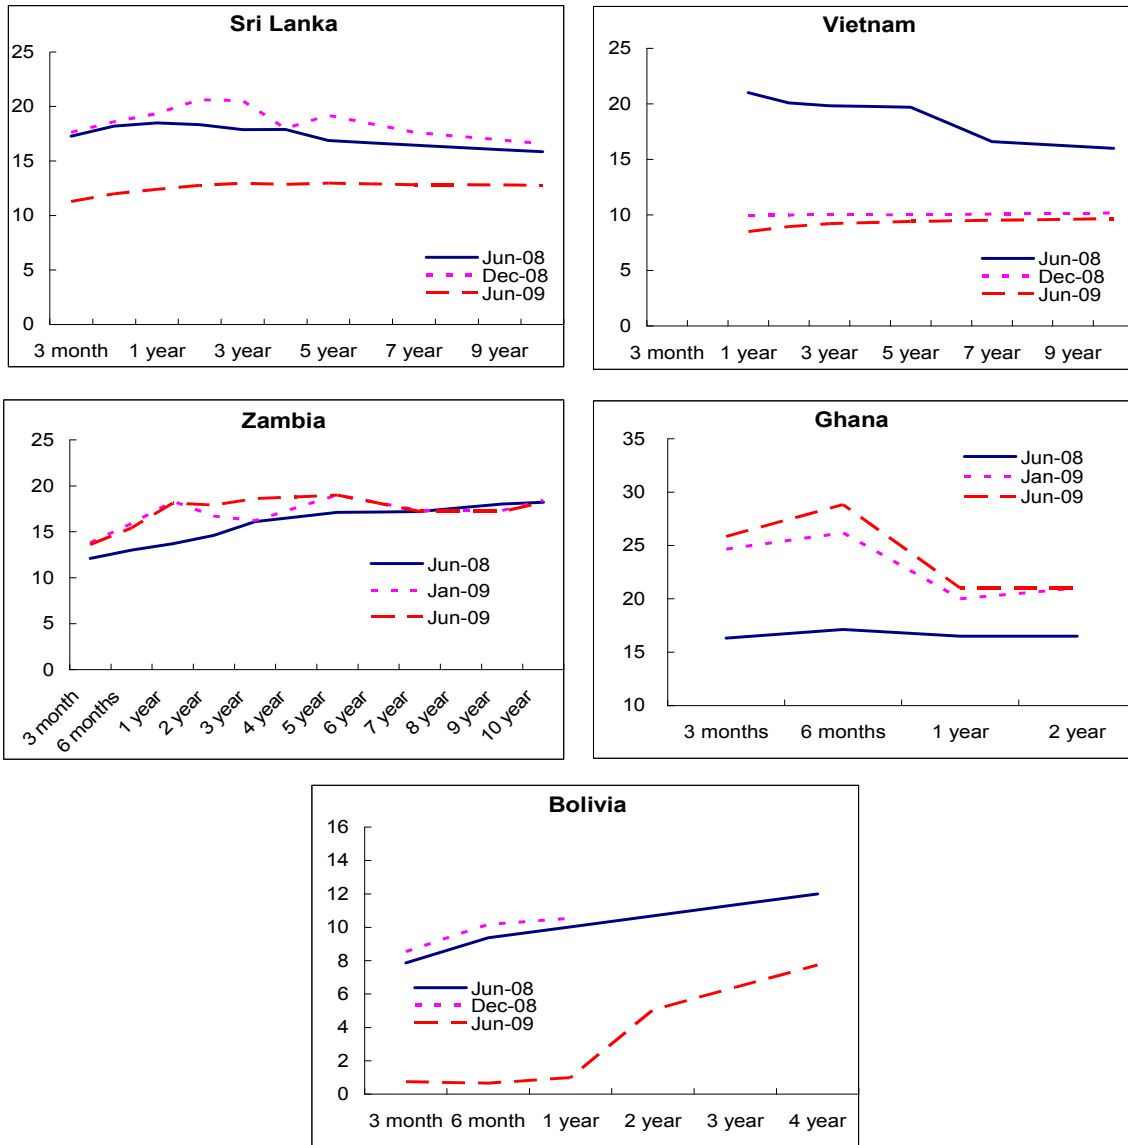 Sri Lanka
25
20
15
10
5
0
3 month 1 year 3 year 5 year 7 year 9 year
Jun-08
Dec-08
Jun-09
Vietnam
25
20
15
10
5
0
3 month 1 year 3 year 5 year 7 year 9 year
Jun-08
Dec-08
Jun-09
Zambia
25
20
15
10
5
0
3 month 6 months 1 year 2 year 3 year 4 year 5 year 6 year 7 year 8 year 9 year 10 year
Jun-08
Jan-09
Jun-09
Ghana
35
30
25
20
15
10
3 months 6 months 1 year 2 year
Jun-08
Jan-09
Jun-09
Bolivia
16
14
12
10
8
6
4
2
0
3 month 6 month 1 year 2 year 3 year 4 year
Jun-08
Dec-08
Jun-09